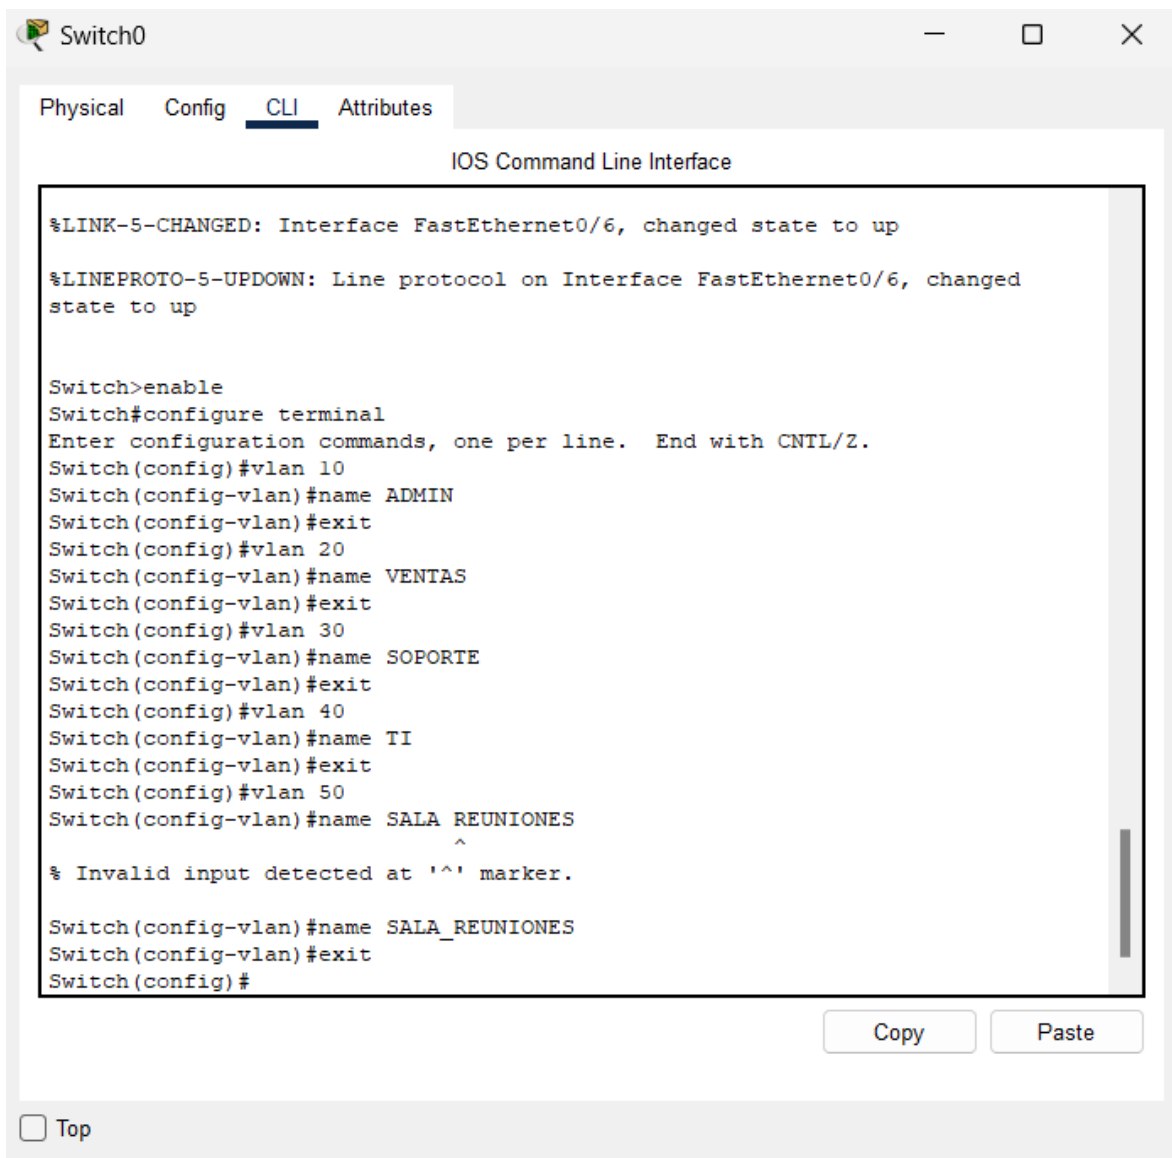 Switch0
Physical Config CLI Attributes
IOS Command Line Interface
%LINK-5-CHANGED: Interface FastEthernet0/6, changed state to up
%LINEPROTO-5-UPDOWN: Line protocol on Interface FastEthernet0/6, changed
state to up
Switch>enable
Switch#configure terminal
Enter configuration commands, one per line.  End with CNTL/Z.
Switch(config)#vlan 10
Switch(config-vlan)#name ADMIN
Switch(config-vlan)#exit
Switch(config)#vlan 20
Switch(config-vlan)#name VENTAS
Switch(config-vlan)#exit
Switch(config)#vlan 30
Switch(config-vlan)#name SOPORTE
Switch(config-vlan)#exit
Switch(config)#vlan 40
Switch(config-vlan)#name TI
Switch(config-vlan)#exit
Switch(config)#vlan 50
Switch(config-vlan)#name SALA REUNIONES
^
% Invalid input detected at '^' marker.
Switch(config-vlan)#name SALA_REUNIONES
Switch(config-vlan)#exit
Switch(config)#
Copy Paste
Top